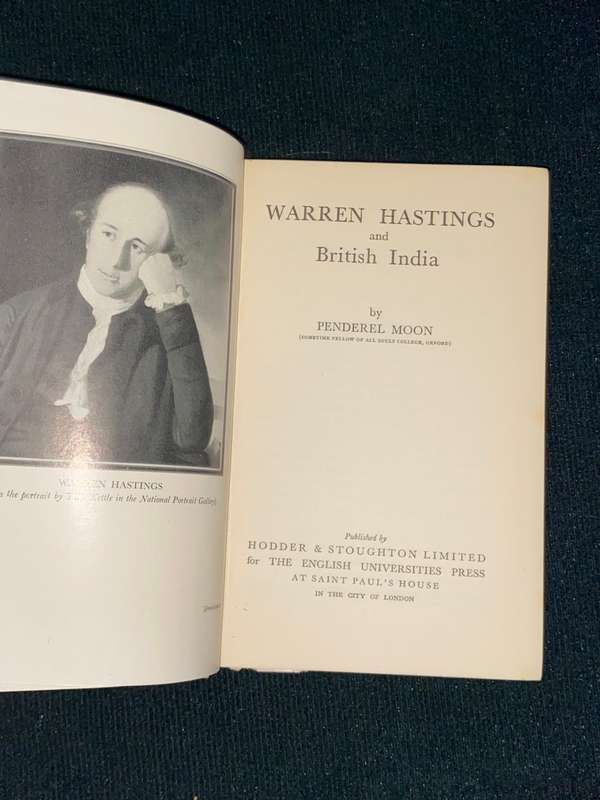 WARREN HASTINGS
the portrait by Kettle in the National Portrait Gallery
WARREN HASTINGS
and
British India
by
PENDEREL MOON
(SOMETIME FELLOW OF ALL SOULS COLLEGE, OXFORD)
Published by
HODDER & STOUGHTON LIMITED
for THE ENGLISH UNIVERSITIES PRESS
AT SAINT PAUL'S HOUSE
IN THE CITY OF LONDON